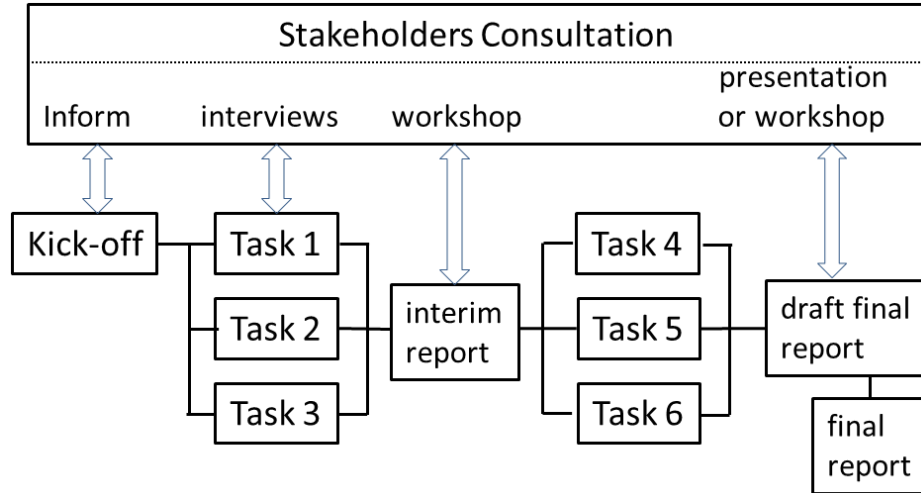 Stakeholders Consultation
presentation
Inform interviews workshop or workshop
Kick-off Task 1 Task 4
Task 2 interim Task 5 draft final
report report
Task 3 Task 6
final
report